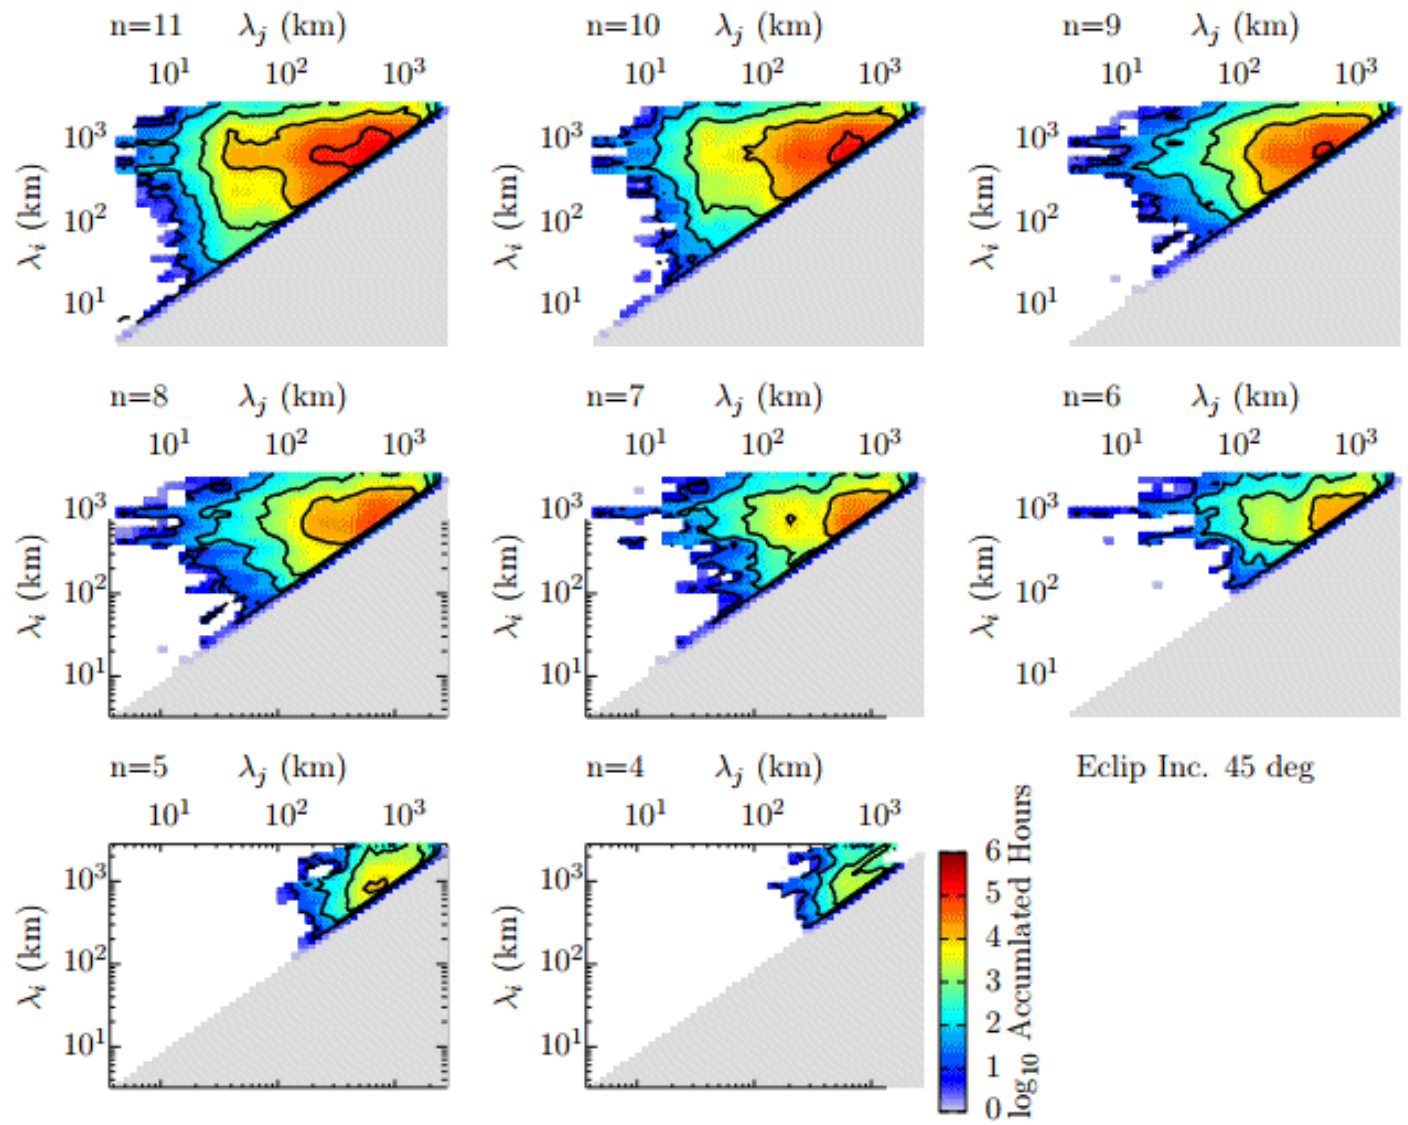 n=11 λⱼ (km) n=10 λⱼ (km) n=9 λⱼ (km)
10¹ 10² 10³ 10¹ 10² 10³ 10¹ 10² 10³
10³ 10³ 10³
λᵢ (km) λᵢ (km) λᵢ (km)
10² 10² 10²
10¹ 10¹ 10¹
n=8 λⱼ (km) n=7 λⱼ (km) n=6 λⱼ (km)
10¹ 10² 10³ 10¹ 10² 10³ 10¹ 10² 10³
10³ 10³ 10³
λᵢ (km) λᵢ (km) λᵢ (km)
10² 10² 10²
10¹ 10¹ 10¹
n=5 λⱼ (km) n=4 λⱼ (km) Eclip Inc. 45 deg
10¹ 10² 10³ 10¹ 10² 10³
10³ 10³
λᵢ (km) λᵢ (km)
10² 10²
10¹ 10¹
6
5
4
3
2
1
0
log₁₀ Accumlated Hours